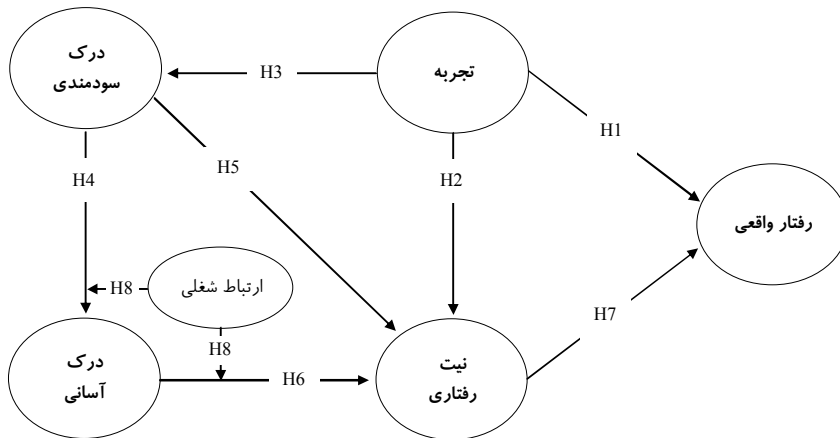 درک
سودمندی
H3
تجربه
H1
H4
H5
H2
رفتار واقعی
H8
ارتباط شغلی
H8
H7
درک
آسانی
H6
نیت
رفتاری